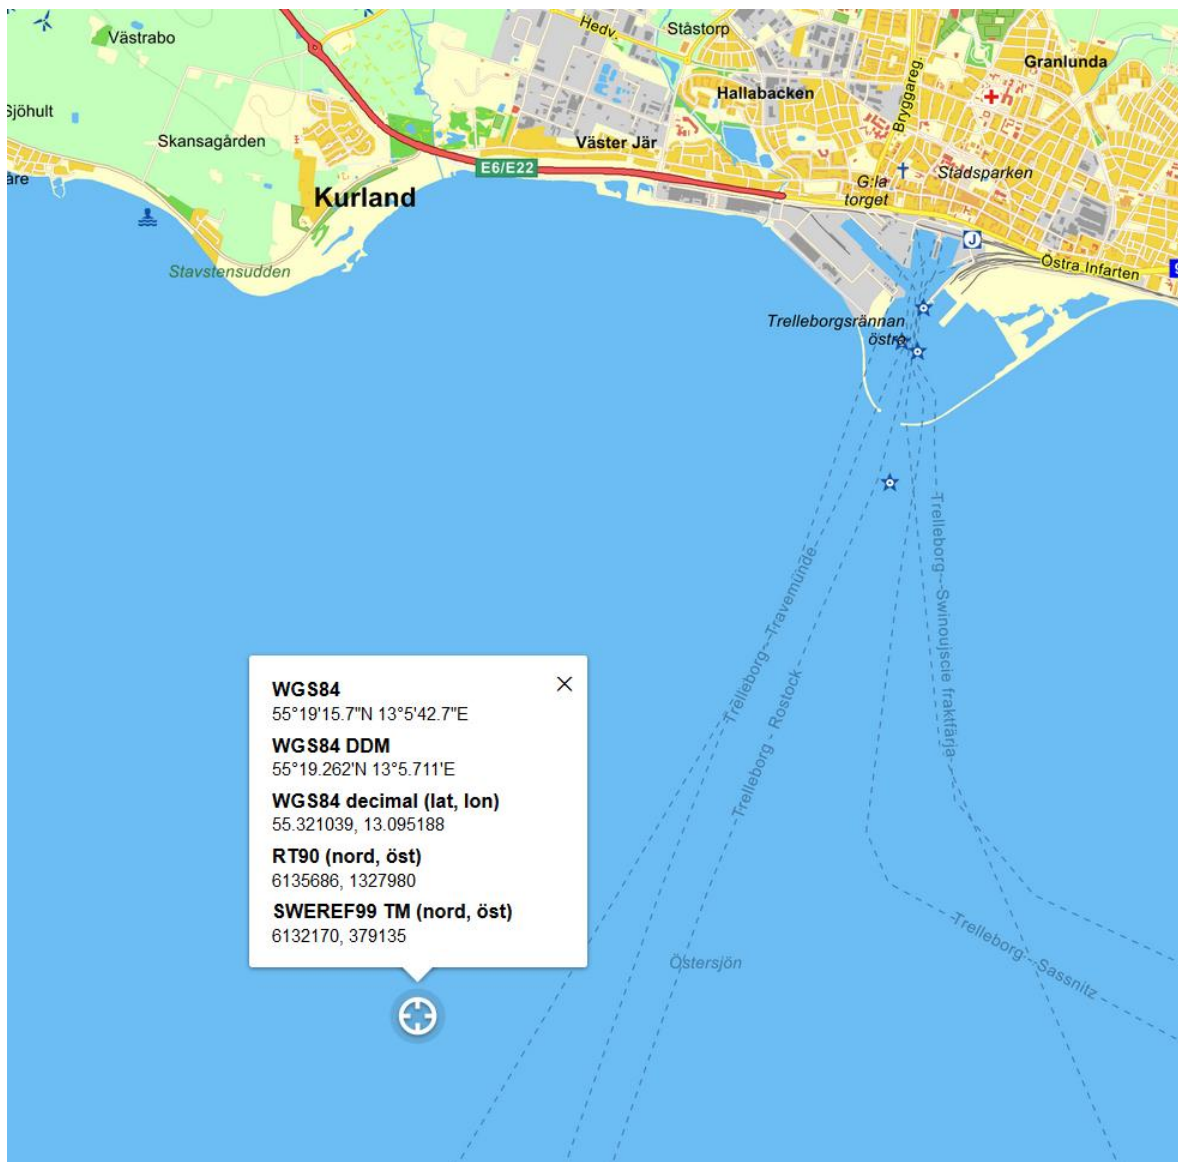 Västrabo
Hedv.
Ståstorp
Bryggareg.
Granlunda
Hallabacken
Sjöhult
Skansagården
Väster Jär
E6/E22
are
Kurland
G:la
torget
Stadsparken
J
Stavstensudden
Östra Infarten
9
Trelleborgsrännan
östra
Trelleborg - Travemünde
Trelleborg - Swinoujscie fraktfärja
Trelleborg - Rostock
WGS84
55°19'15.7"N 13°5'42.7"E
WGS84 DDM
55°19.262'N 13°5.711'E
WGS84 decimal (lat, lon)
55.321039, 13.095188
RT90 (nord, öst)
6135686, 1327980
SWEREF99 TM (nord, öst)
6132170, 379135
Trelleborg - Sassnitz
Östersjön